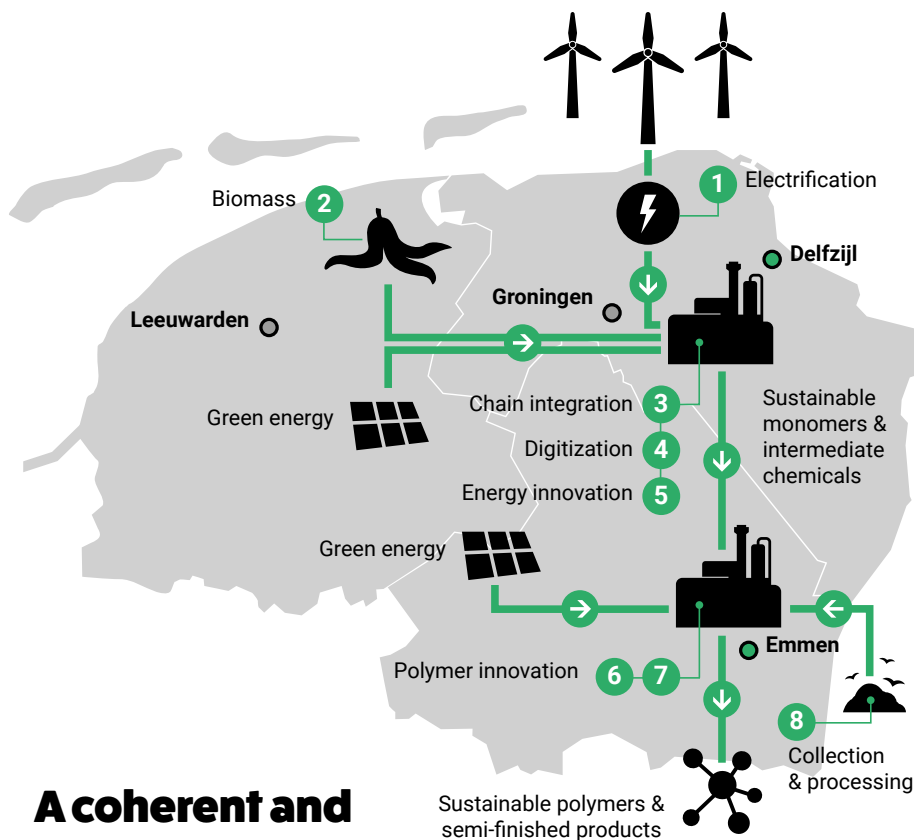 1 Electrification
Biomass 2
Delfzijl
Groningen
Leeuwarden
Green energy
Chain integration 3
Digitization 4
Energy innovation 5
Sustainable
monomers &
intermediate
chemicals
Green energy
Emmen
Polymer innovation 6 7
8
Collection
& processing
A coherent and
Sustainable polymers &
semi-finished products